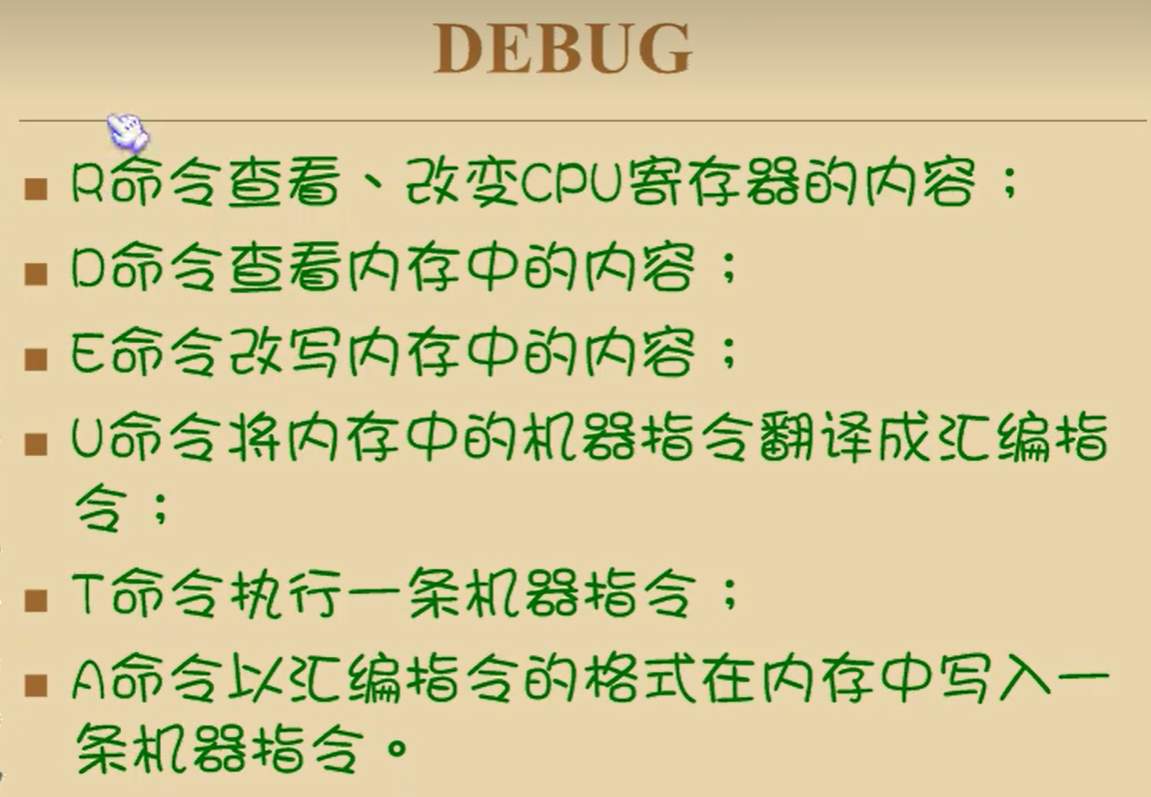 DEBUG
R命令查看、改变CPU寄存器的内容；
D命令查看内存中的内容；
E命令改写内存中的内容；
U命令将内存中的机器指令翻译成汇编指
令；
T命令执行一条机器指令；
A命令以汇编指令的格式在内存中写入一
条机器指令。